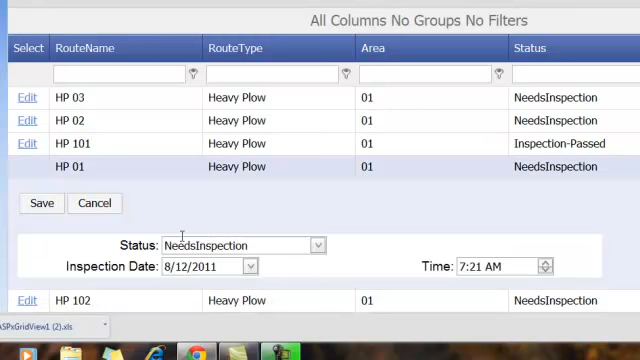 All Columns No Groups No Filters
Select RouteName RouteType Area Status
Edit HP 03 Heavy Plow 01 NeedsInspection
Edit HP 02 Heavy Plow 01 NeedsInspection
Edit HP 101 Heavy Plow 01 Inspection-Passed
HP 01 Heavy Plow 01 NeedsInspection
Save Cancel
Status: NeedsInspection
Inspection Date: 8/12/2011 Time: 7:21 AM
Edit HP 102 Heavy Plow 01 NeedsInspection
ASPxGridView1 (2).xls